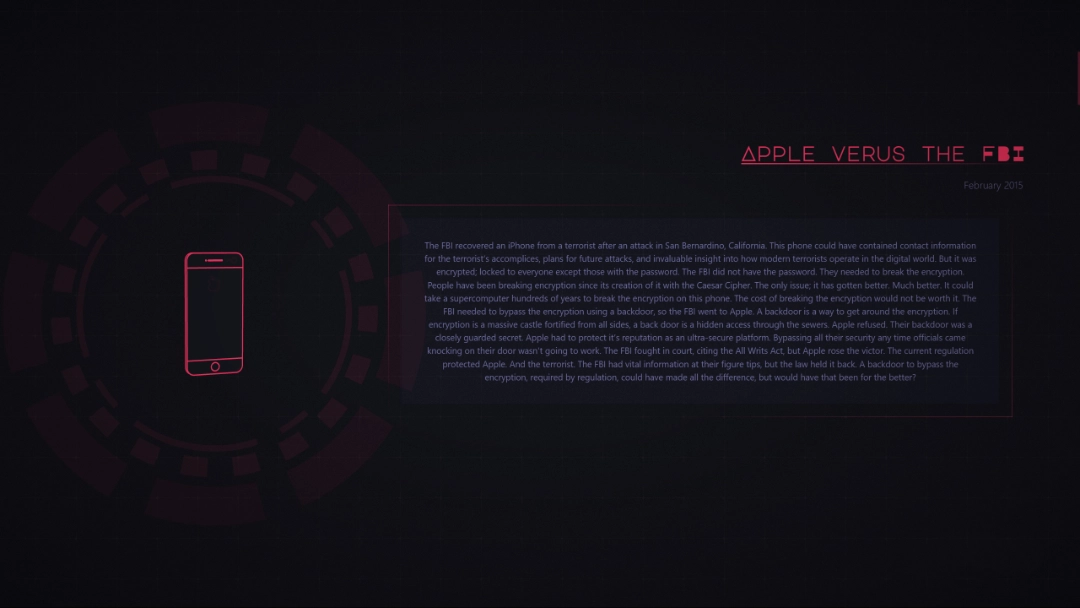 APPLE VERUS THE FBI
February 2015
The FBI recovered an iPhone from a terrorist after an attack in San Bernardino, California. This phone could have contained contact information
for the terrorist's accomplices, plans for future attacks, and invaluable insight into how modern terrorists operate in the digital world. But it was
encrypted; locked to everyone except those with the password. The FBI did not have the password. They needed to break the encryption.
People have been breaking encryption since its creation of it with the Caesar Cipher. The only issue; it has gotten better. Much better. It could
take a supercomputer hundreds of years to break the encryption on this phone. The cost of breaking the encryption would not be worth it. The
FBI needed to bypass the encryption using a backdoor, so the FBI went to Apple. A backdoor is a way to get around the encryption. If
encryption is a massive castle fortified from all sides, a back door is a hidden access through the sewers. Apple refused. Their backdoor was a
closely guarded secret. Apple had to protect it's reputation as an ultra-secure platform. Bypassing all their security any time officials came
knocking on their door wasn't going to work. The FBI fought in court, citing the All Writs Act, but Apple rose the victor. The current regulation
protected Apple. And the terrorist. The FBI had vital information at their figure tips, but the law held it back. A backdoor to bypass the
encryption, required by regulation, could have made all the difference, but would have that been for the better?